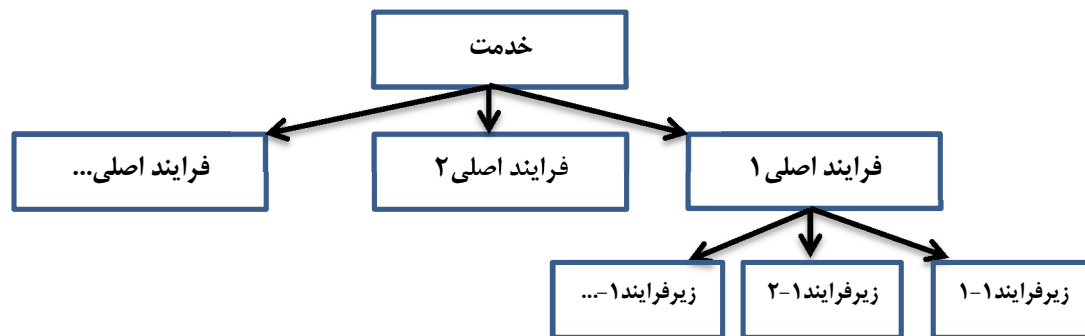 خدمت
فرایند اصلی۱
فرایند اصلی۲
فرایند اصلی...
زیرفرایند۱-۱
زیرفرایند۱-۲
زیرفرایند۱-...